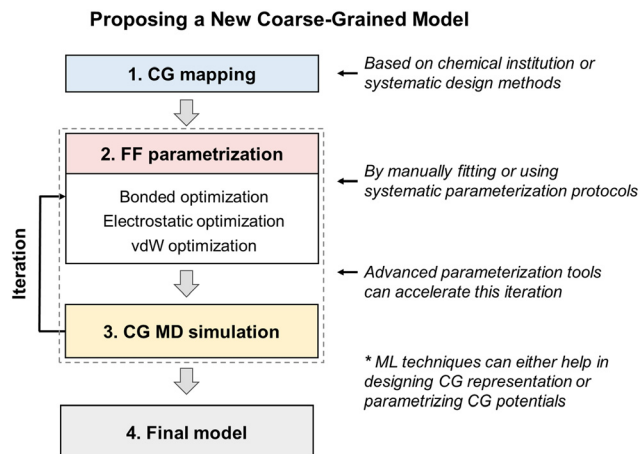 Proposing a New Coarse-Grained Model
1. CG mapping
Based on chemical institution or
systematic design methods
2. FF parametrization
Bonded optimization
Electrostatic optimization
vdW optimization
By manually fitting or using
systematic parameterization protocols
Iteration
Advanced parameterization tools
can accelerate this iteration
3. CG MD simulation
* ML techniques can either help in
designing CG representation or
parametrizing CG potentials
4. Final model